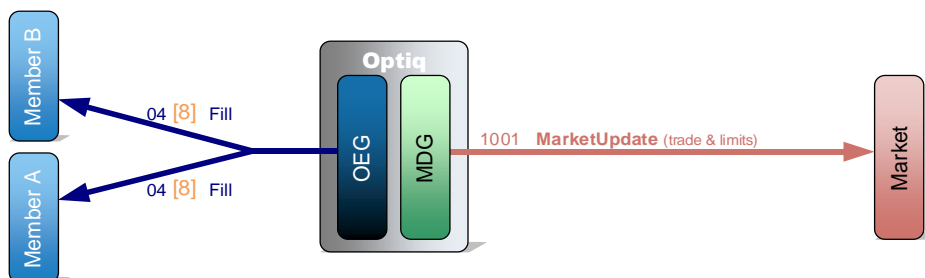 Member B
04 [8] Fill
Optiq
OEG
MDG
1001 MarketUpdate (trade & limits)
Market
Member A
04 [8] Fill